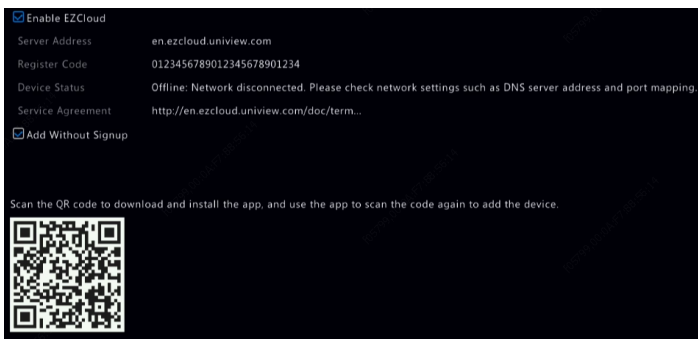 Enable EZCloud
Server Address en.ezcloud.uniview.com
Register Code 0123456789012345678901234
Device Status Offline: Network disconnected. Please check network settings such as DNS server address and port mapping.
Service Agreement http://en.ezcloud.uniview.com/doc/term...
Add Without Signup
Scan the QR code to download and install the app, and use the app to scan the code again to add the device.